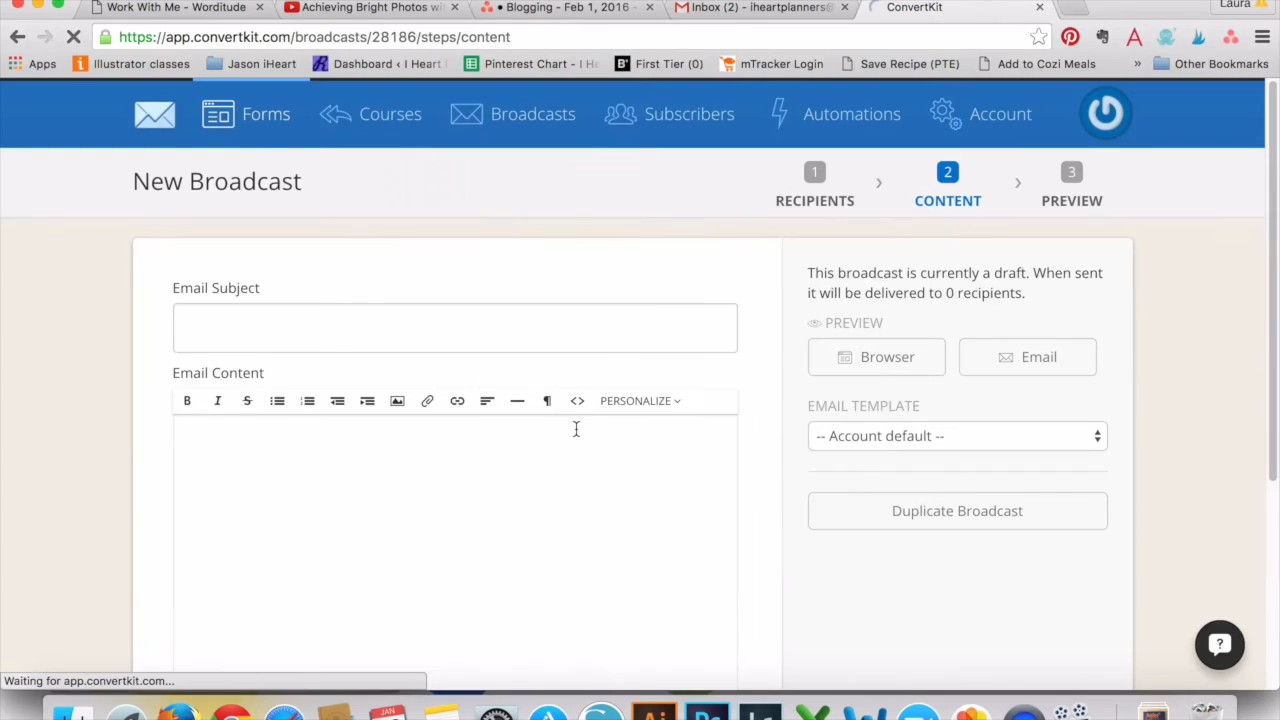 Work With Me - Worditude
Achieving Bright Photos wi
• Blogging - Feb 1, 2016 -
Inbox (2) - iheartplanners@
ConvertKit
Laura
https://app.convertkit.com/broadcasts/28186/steps/content
Apps Illustrator classes Jason iHeart Dashboard ‹ I Heart Pinterest Chart - I He First Tier (0) mTracker Login Save Recipe (PTE) Add to Cozi Meals » Other Bookmarks
Forms Courses Broadcasts Subscribers Automations Account
New Broadcast
1 2 3
RECIPIENTS CONTENT PREVIEW
Email Subject
This broadcast is currently a draft. When sent
it will be delivered to 0 recipients.
PREVIEW
Browser Email
Email Content
B I S PERSONALIZE
EMAIL TEMPLATE
-- Account default --
Duplicate Broadcast
Waiting for app.convertkit.com...
JAN
Ai Ps Lc